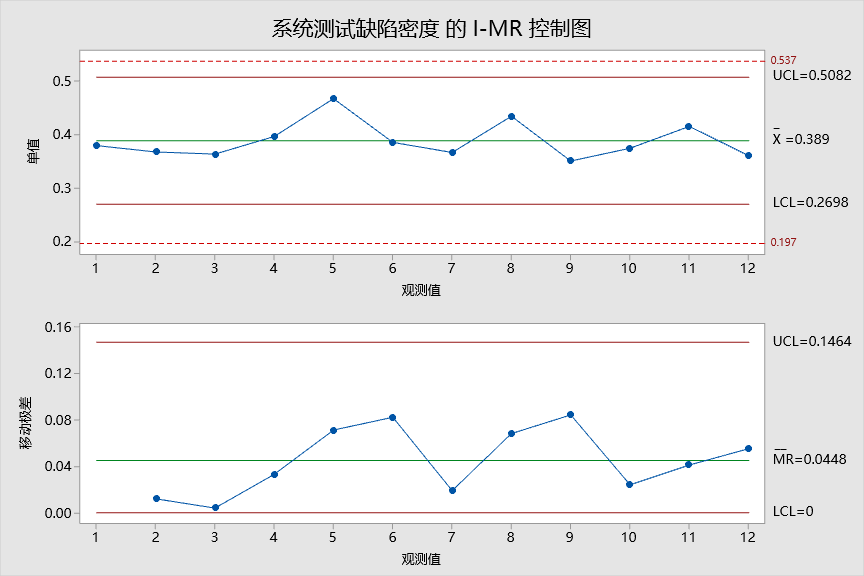 系统测试缺陷密度 的 I-MR 控制图
0.537
UCL=0.5082
0.5
0.4
X̄ =0.389
单值
0.3
LCL=0.2698
0.2
0.197
1 2 3 4 5 6 7 8 9 10 11 12
观测值
0.16
UCL=0.1464
0.12
0.08
移动极差
0.04
M̅R̅=0.0448
0.00
LCL=0
1 2 3 4 5 6 7 8 9 10 11 12
观测值